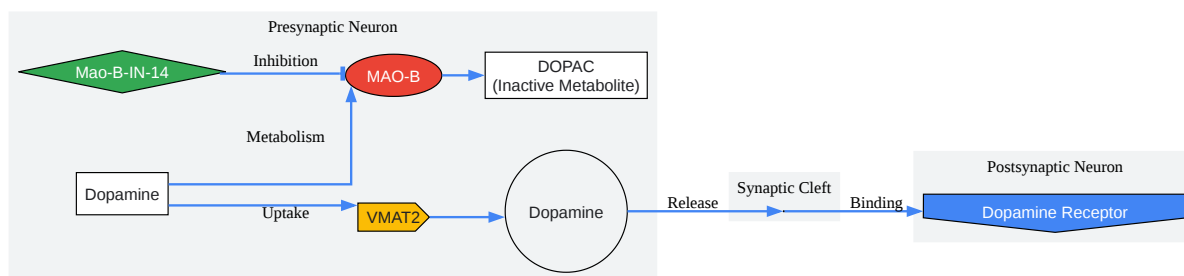 Presynaptic Neuron
Inhibition
Mao-B-IN-14
MAO-B
DOPAC
(Inactive Metabolite)
Metabolism
Dopamine
Uptake
VMAT2
Dopamine
Release
Synaptic Cleft
Binding
Postsynaptic Neuron
Dopamine Receptor